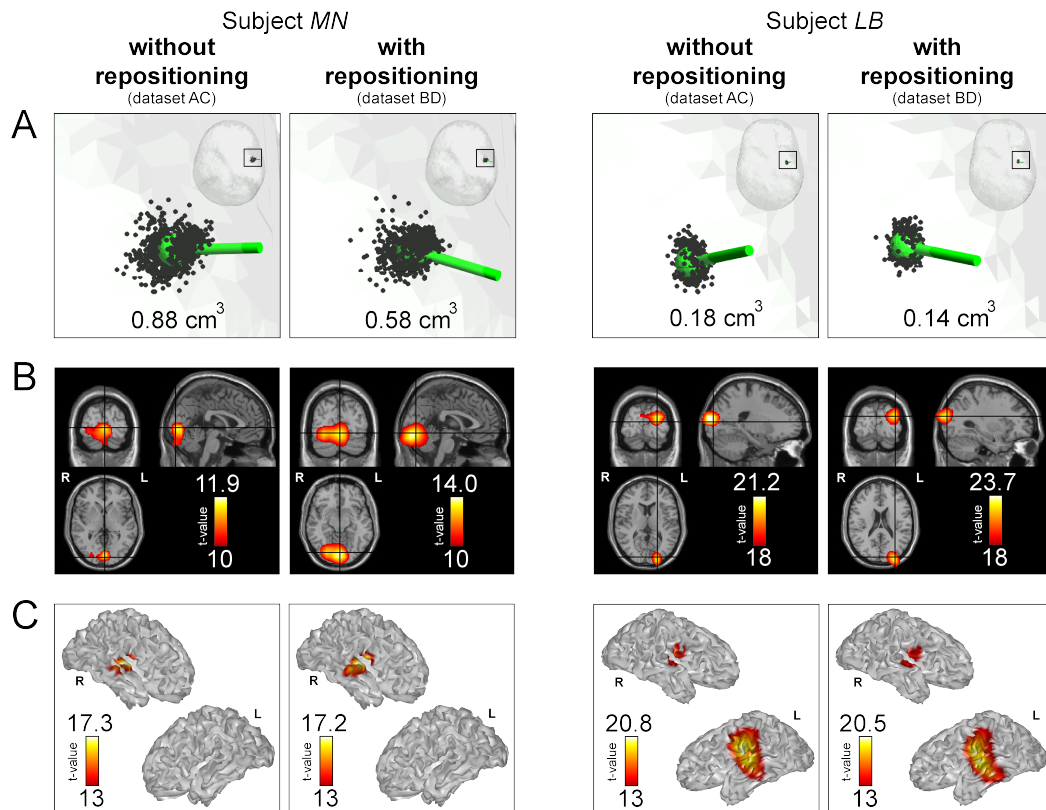 Subject MN
Subject LB
without repositioning
(dataset AC)
with repositioning
(dataset BD)
without repositioning
(dataset AC)
with repositioning
(dataset BD)
A
0.88 cm³
0.58 cm³
0.18 cm³
0.14 cm³
B
R L
11.9
t-value
10
R L
14.0
t-value
10
R L
21.2
t-value
18
R L
23.7
t-value
18
C
R
L
17.3
t-value
13
R
L
17.2
t-value
13
R
L
20.8
t-value
13
R
L
20.5
t-value
13